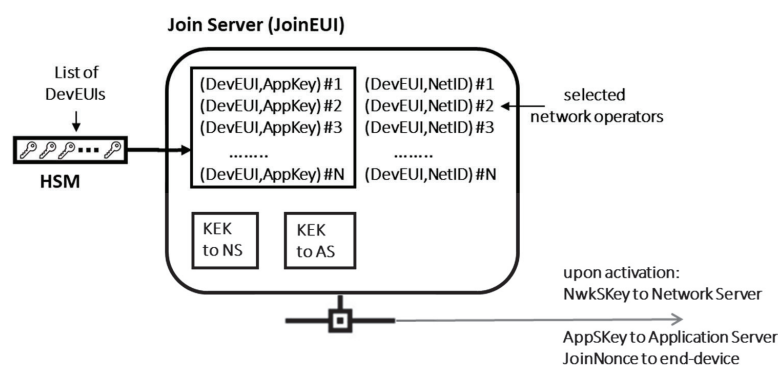 Join Server (JoinEUI)
List of
DevEUIs
HSM
(DevEUI,AppKey) #1
(DevEUI,AppKey) #2
(DevEUI,AppKey) #3
........
(DevEUI,AppKey) #N
(DevEUI,NetID) #1
(DevEUI,NetID) #2
(DevEUI,NetID) #3
........
(DevEUI,NetID) #N
selected
network operators
KEK
to NS
KEK
to AS
upon activation:
NwkSKey to Network Server
AppSKey to Application Server
JoinNonce to end-device